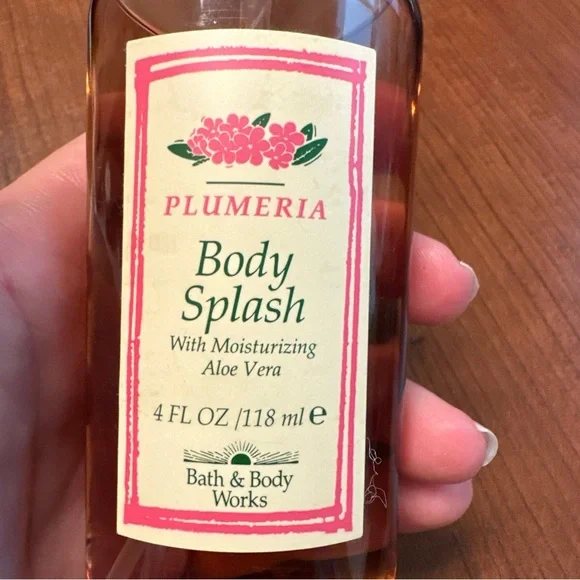 PLUMERIA
Body
Splash
With Moisturizing
Aloe Vera
4 FL OZ /118 ml ℮
Bath & Body
Works